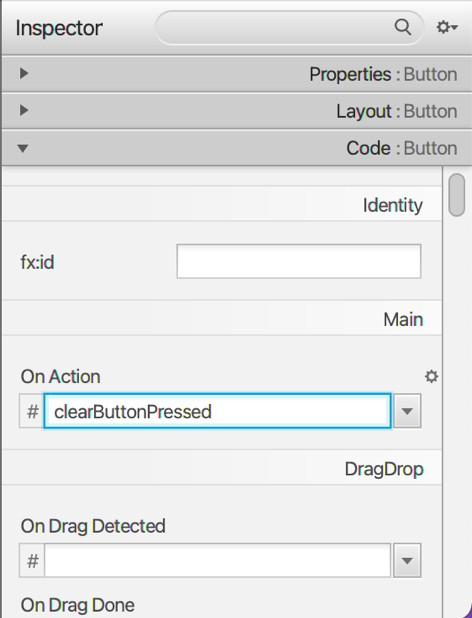 Inspector
Properties : Button
Layout : Button
Code : Button
Identity
fx:id
Main
On Action
# clearButtonPressed
DragDrop
On Drag Detected
#
On Drag Done